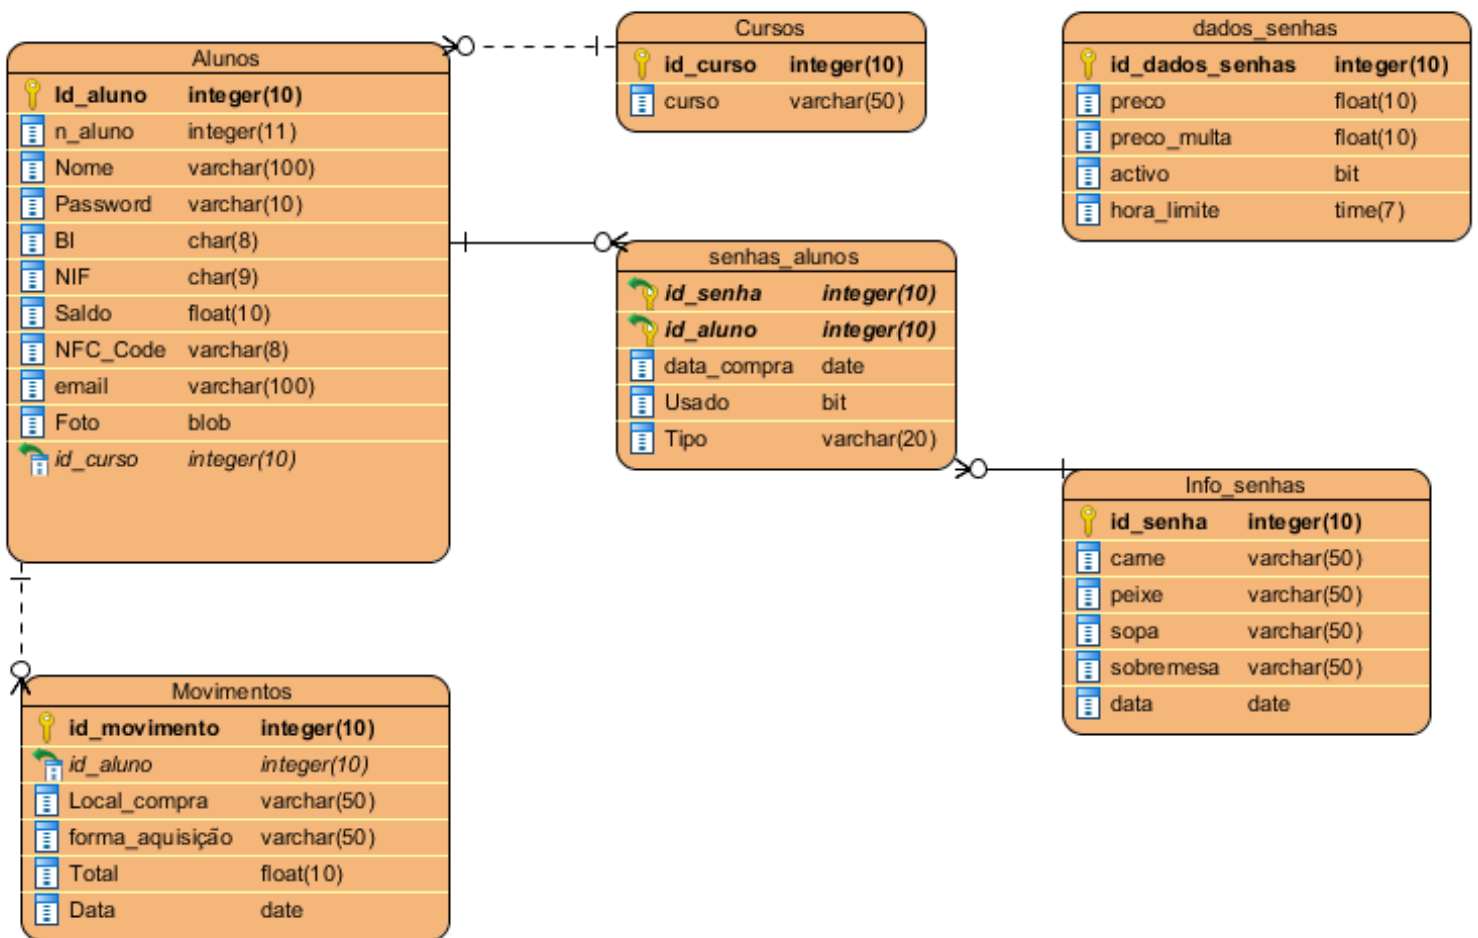 Alunos
Id_aluno integer(10)
n_aluno integer(11)
Nome varchar(100)
Password varchar(10)
BI char(8)
NIF char(9)
Saldo float(10)
NFC_Code varchar(8)
email varchar(100)
Foto blob
id_curso integer(10)
Cursos
id_curso integer(10)
curso varchar(50)
dados_senhas
id_dados_senhas integer(10)
preco float(10)
preco_multa float(10)
activo bit
hora_limite time(7)
senhas_alunos
id_senha integer(10)
id_aluno integer(10)
data_compra date
Usado bit
Tipo varchar(20)
Info_senhas
id_senha integer(10)
carne varchar(50)
peixe varchar(50)
sopa varchar(50)
sobremesa varchar(50)
data date
Movimentos
id_movimento integer(10)
id_aluno integer(10)
Local_compra varchar(50)
forma_aquisição varchar(50)
Total float(10)
Data date